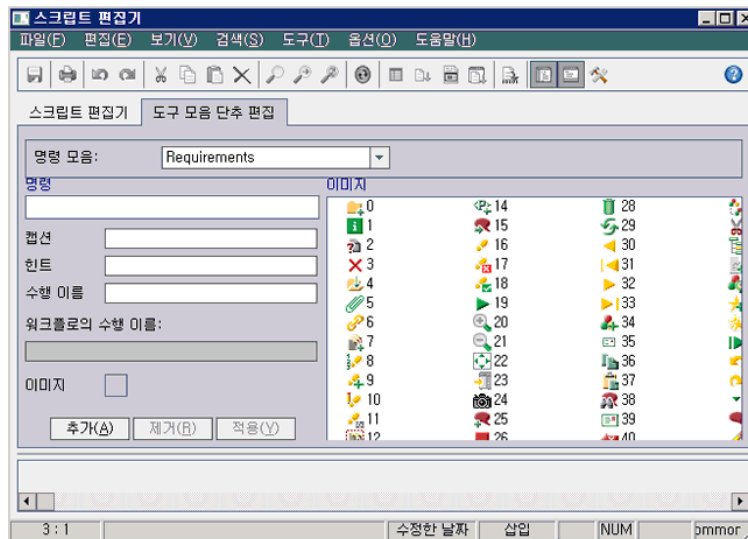 스크립트 편집기
파일(F) 편집(E) 보기(V) 검색(S) 도구(T) 옵션(O) 도움말(H)
스크립트 편집기 도구 모음 단추 편집
명령 모음: Requirements
명령 이미지
캡션
힌트
수행 이름
워크플로의 수행 이름:
이미지
추가(A) 제거(R) 적용(Y)
0 14 28
1 15 29
2 16 30
3 17 31
4 18 32
5 19 33
6 20 34
7 21 35
8 22 36
9 23 37
10 24 38
11 25 39
12 26 40
3 : 1 수정한 날짜 삽입 NUM